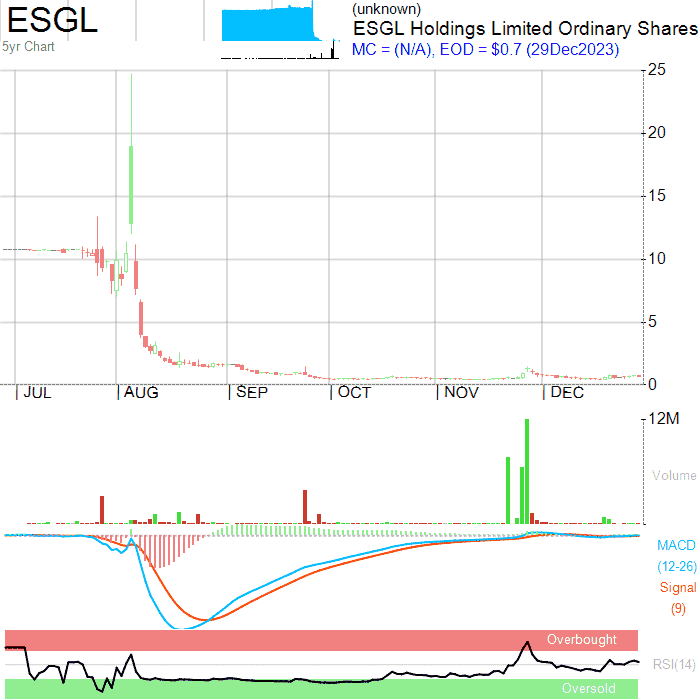 ESGL
5yr Chart
(unknown)
ESGL Holdings Limited Ordinary Shares
MC = (N/A), EOD = $0.7 (29Dec2023)
25
20
15
10
5
0
JUL AUG SEP OCT NOV DEC
12M
Volume
MACD
(12-26)
Signal
(9)
Overbought
RSI(14)
Oversold